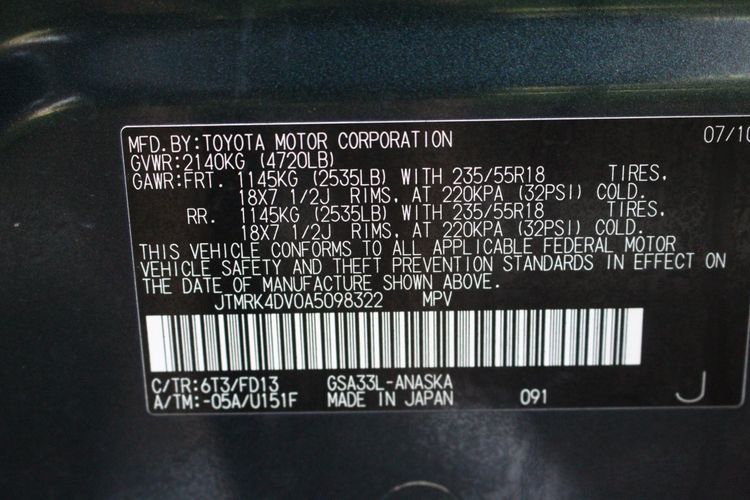 MFD.BY:TOYOTA MOTOR CORPORATION 07/10
GVWR:2140KG (4720LB)
GAWR:FRT. 1145KG (2535LB) WITH 235/55R18 TIRES,
18X7 1/2J RIMS, AT 220KPA (32PSI) COLD.
RR. 1145KG (2535LB) WITH 235/55R18 TIRES,
18X7 1/2J RIMS, AT 220KPA (32PSI) COLD.
THIS VEHICLE CONFORMS TO ALL APPLICABLE FEDERAL MOTOR
VEHICLE SAFETY AND THEFT PREVENTION STANDARDS IN EFFECT ON
THE DATE OF MANUFACTURE SHOWN ABOVE.
JTMRK4DV0A5098322 MPV
C/TR:6T3/FD13 GSA33L-ANASKA
A/TM:-05A/U151F MADE IN JAPAN 091 J